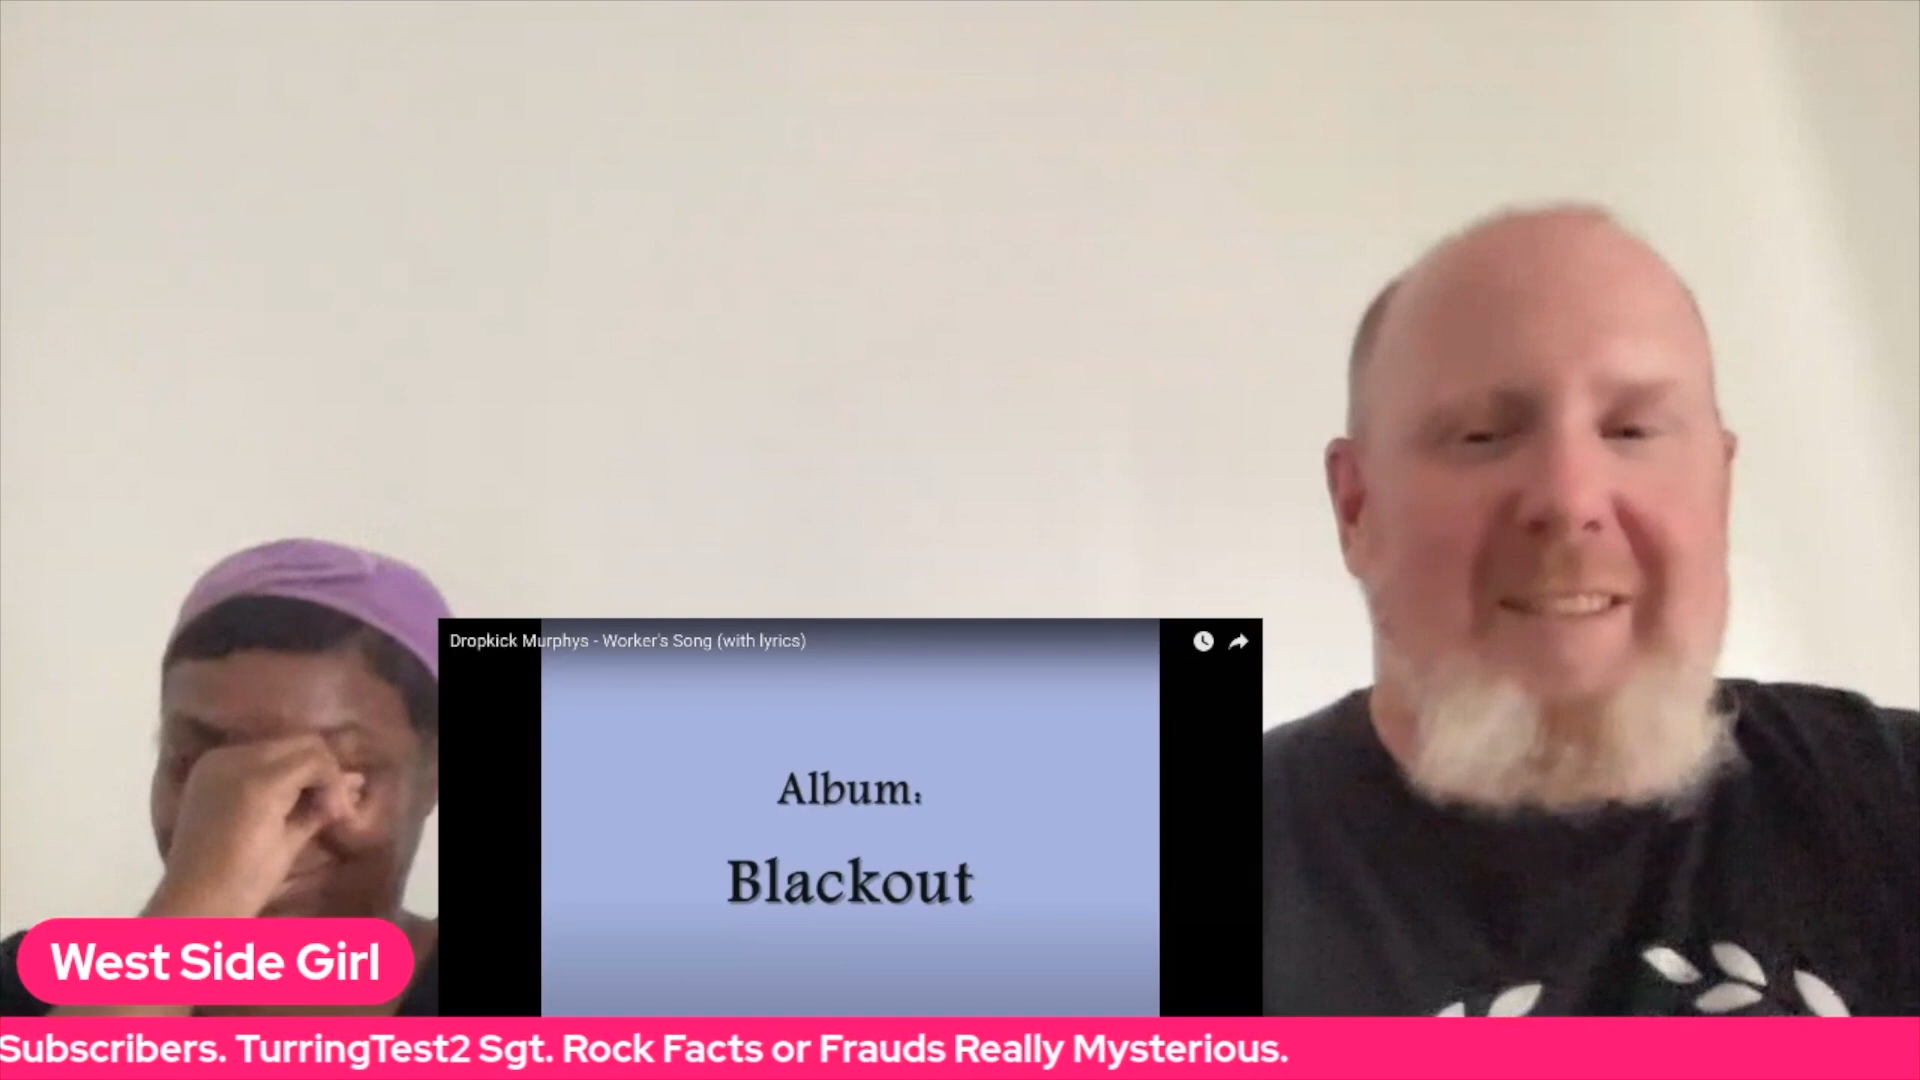 Dropkick Murphys - Worker's Song (with lyrics)
Album:
Blackout
West Side Girl
Subscribers. TurringTest2 Sgt. Rock Facts or Frauds Really Mysterious.